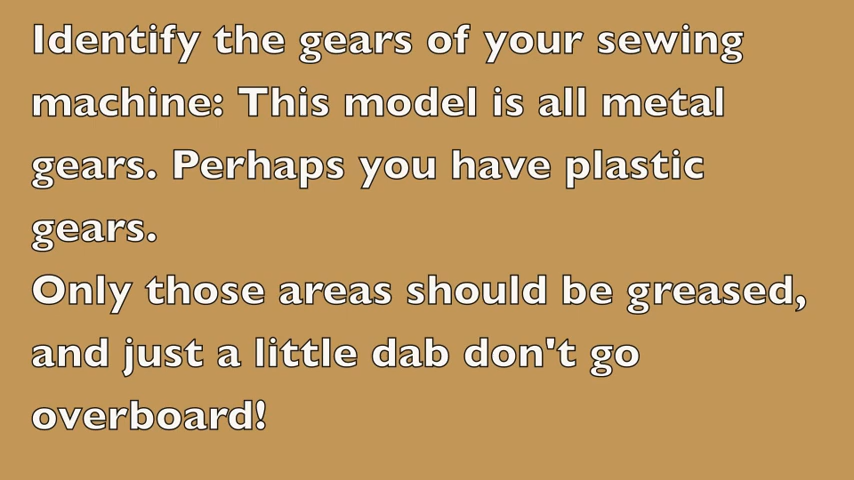 Identify the gears of your sewing
machine: This model is all metal
gears. Perhaps you have plastic
gears.
Only those areas should be greased,
and just a little dab don't go
overboard!